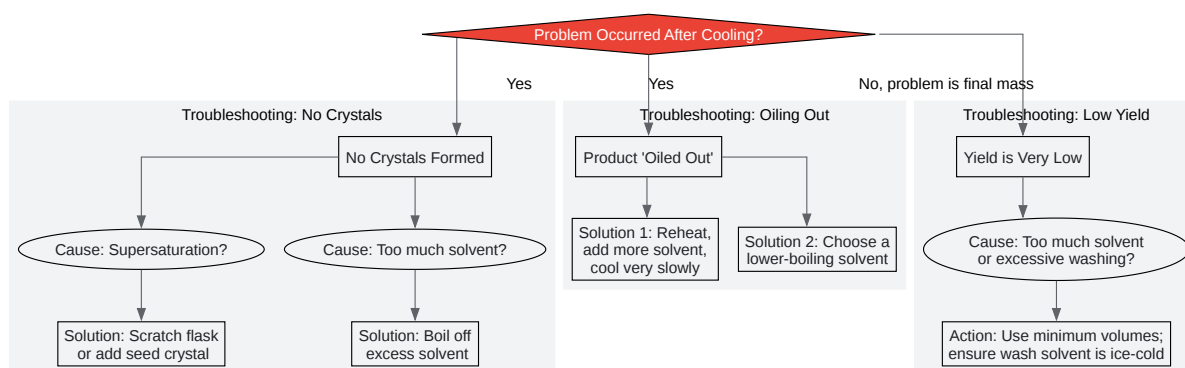 Problem Occurred After Cooling?
Yes
Yes
No, problem is final mass
Troubleshooting: No Crystals
Troubleshooting: Oiling Out
Troubleshooting: Low Yield
No Crystals Formed
Product 'Oiled Out'
Yield is Very Low
Cause: Supersaturation?
Cause: Too much solvent?
Solution 1: Reheat,
add more solvent,
cool very slowly
Solution 2: Choose a
lower-boiling solvent
Cause: Too much solvent
or excessive washing?
Solution: Scratch flask
or add seed crystal
Solution: Boil off
excess solvent
Action: Use minimum volumes;
ensure wash solvent is ice-cold